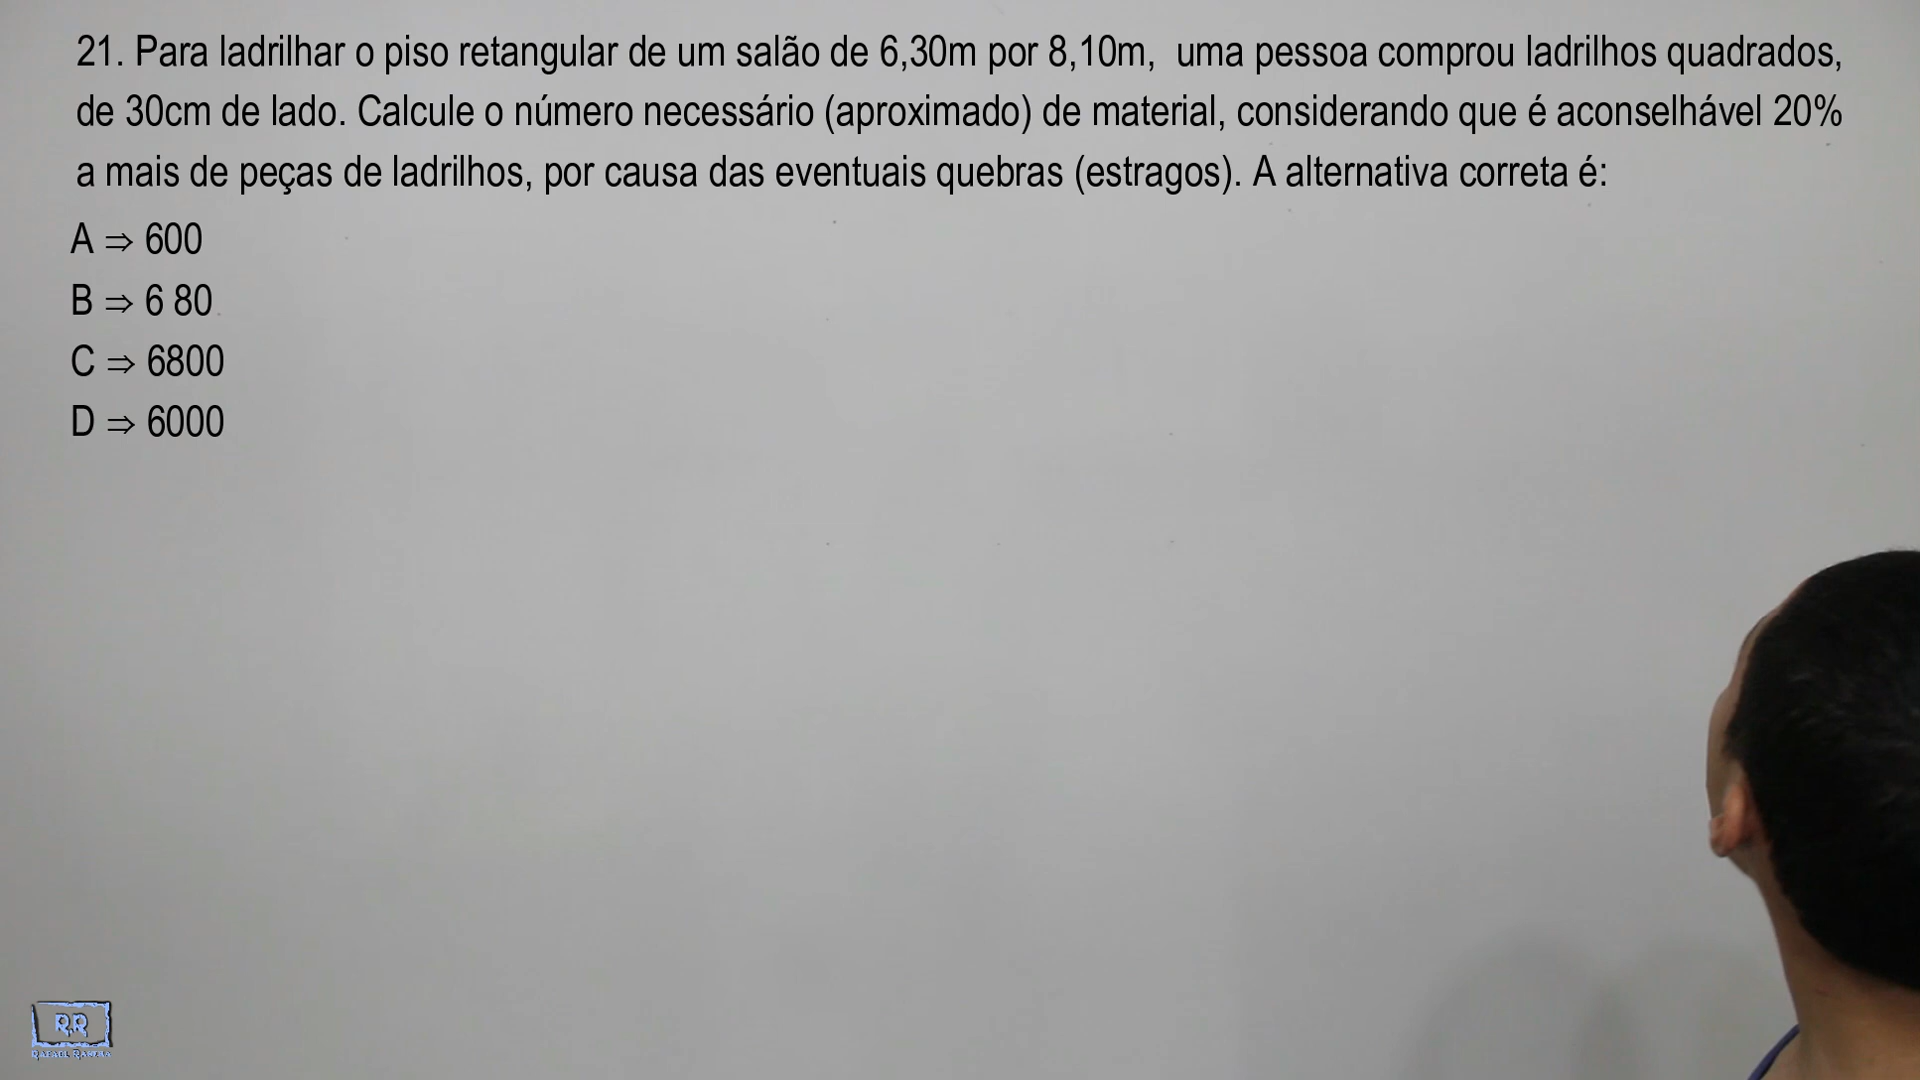 21. Para ladrilhar o piso retangular de um salão de 6,30m por 8,10m, uma pessoa comprou ladrilhos quadrados,
de 30cm de lado. Calcule o número necessário (aproximado) de material, considerando que é aconselhável 20%
a mais de peças de ladrilhos, por causa das eventuais quebras (estragos). A alternativa correta é:
A ⇒ 600
B ⇒ 6 80
C ⇒ 6800
D ⇒ 6000
RR
Rafael